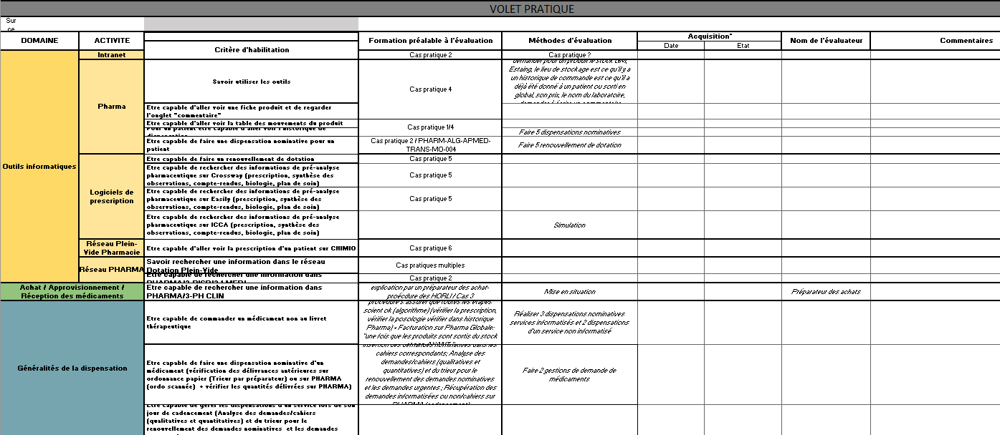 VOLET PRATIQUE
Sur
ce
DOMAINE
ACTIVITE
Critère d'habilitation
Formation préalable à l'évaluation
Méthodes d'évaluation
Acquisition*
Date
Etat
Nom de l'évaluateur
Commentaires
Outils informatiques
Intranet
Cas pratique 2
Cas pratique ?
Pharma
Savoir utiliser les outils
Cas pratique 4
demander pour un produit le stock
Estaing, le lieu de stockage est ce qu'il y a
un historique de commande est ce qu'il a
déjà été donné à un patient ou sorti en
global, son prix, le nom du laboratoire,
Etre capable d'aller voir une fiche produit et de regarder
l'onglet "commentaire"
Etre capable d'aller voir la table des mouvements du produit
Cas pratique 1/4
Pour un patient etre capable d'aller voir l'historique de
Faire 5 dispensations nominatives
Etre capable de faire une dispensation nominative pour un
patient
Cas pratique 2 / PHARM-ALG-APMED-
TRANS-MO-004
Faire 5 renouvellement de dotation
Logiciels de
prescription
Etre capable de faire un renouvellement de dotation
Cas pratique 5
Etre capable de rechercher des informations de pré-analyse
pharmaceutique sur Crossway (prescription, synthèse des
observations, compte-rendus, biologie, plan de soin)
Cas pratique 5
Etre capable de rechercher des informations de pré-analyse
pharmaceutique sur Easily (prescription, synthèse des
observations, compte-rendus, biologie, plan de soin)
Cas pratique 5
Etre capable de rechercher des informations de pré-analyse
pharmaceutique sur ICCA (prescription, synthèse des
observations, compte-rendus, biologie, plan de soin)
Simulation
Réseau Plein-
Vide Pharmacie
Etre capable d'aller voir la prescription d'un patient sur CHIMIO
Cas pratique 6
Réseau PHARMA
Savoir rechercher une information dans le réseau
Dotation Plein-Vide
Cas pratiques multiples
Etre capable de rechercher une information dans
Cas pratique 2
Achat / Approvisionnement /
Réception des médicaments
Etre capable de rechercher une information dans
PHARMA/3-PH CLIN
explication par un préparateur des achat-
procédure des HORLI / Cas 3
Mise en situation
Préparateur des achats
Généralités de la dispensation
Etre capable de commander un médicament non au livret
thérapeutique
procédure s'assurer que toutes les étapes
soient ok (algorithme) (vérifier la prescription,
vérifier la posologie vérifier dans historique
Pharma) + Facturation sur Pharma Globale:
"une fois que les produits sont sortis du stock
Réaliser 3 dispensations nominatives
services informatisés et 2 dispensations
d'un service non informatisé
Etre capable de faire une dispensation nominative d'un
médicament (vérification des délivrances antérieures sur
ordonnance papier (Trieur par préparateur) ou sur PHARMA
(ordo scannée) + vérifier les quantités délivrées sur PHARMA)
cahiers correspondants; Analyse des
demandes/cahiers (qualitatives et
quantitatives) et du trieur pour le
renouvellement des demandes nominatives
et les demandes urgentes ; Récupération des
demandes informatisées ou non/cahiers sur
PHARMA (cadencement)
Faire 2 gestions de demande de
médicaments
Etre capable de gérer les dispensations d'un service lors de son
jour de cadencement (Analyse des demandes/cahiers
(qualitatives et quantitatives) et du trieur pour le
renouvellement des demandes nominatives et les demandes